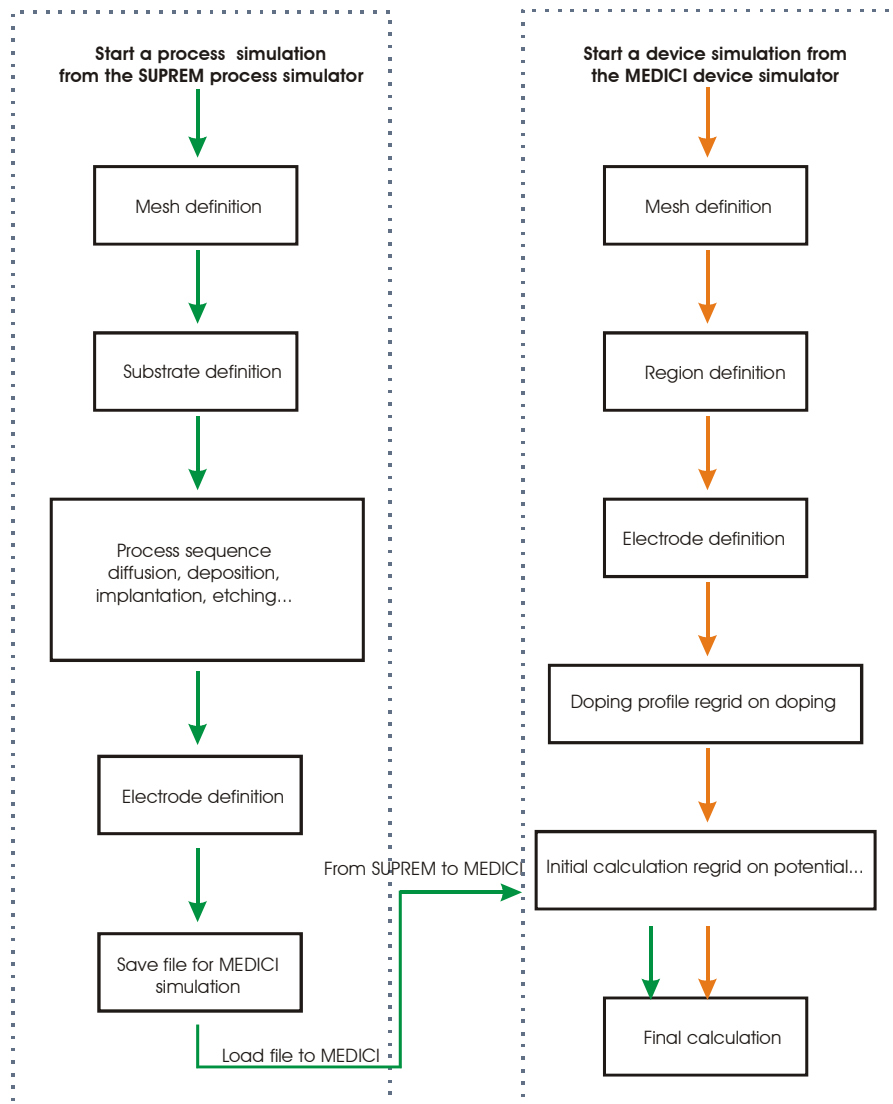 Start a process simulation
from the SUPREM process simulator
Mesh definition
Substrate definition
Process sequence
diffusion, deposition,
implantation, etching...
Electrode definition
Save file for MEDICI
simulation
Load file to MEDICI
From SUPREM to MEDICI
Start a device simulation from
the MEDICI device simulator
Mesh definition
Region definition
Electrode definition
Doping profile regrid on doping
Initial calculation regrid on potential...
Final calculation